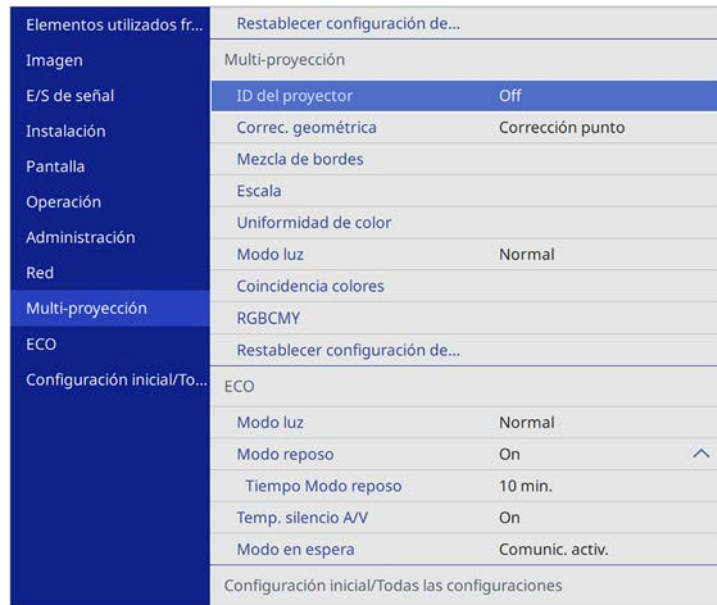 Elementos utilizados fr...
Imagen
E/S de señal
Instalación
Pantalla
Operación
Administración
Red
Multi-proyección
ECO
Configuración inicial/To...
Restablecer configuración de...
Multi-proyección
ID del proyector Off
Correc. geométrica Corrección punto
Mezcla de bordes
Escala
Uniformidad de color
Modo luz Normal
Coincidencia colores
RGBCMY
Restablecer configuración de...
ECO
Modo luz Normal
Modo reposo On
Tiempo Modo reposo 10 min.
Temp. silencio A/V On
Modo en espera Comunic. activ.
Configuración inicial/Todas las configuraciones